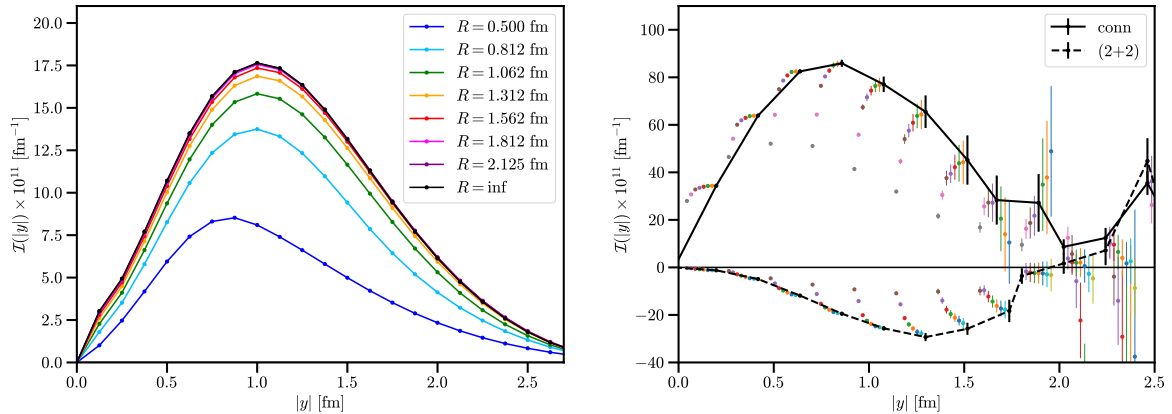 20.0
17.5
15.0
12.5
10.0
7.5
5.0
2.5
0.0
0.0
0.5
1.0
1.5
2.0
2.5
|y| [fm]
I(|y|) × 10¹¹ [fm⁻¹]
R = 0.500 fm
R = 0.812 fm
R = 1.062 fm
R = 1.312 fm
R = 1.562 fm
R = 1.812 fm
R = 2.125 fm
R = inf
100
80
60
40
20
0
−20
−40
0.0
0.5
1.0
1.5
2.0
2.5
|y| [fm]
I(|y|) × 10¹¹ [fm⁻¹]
conn
(2+2)